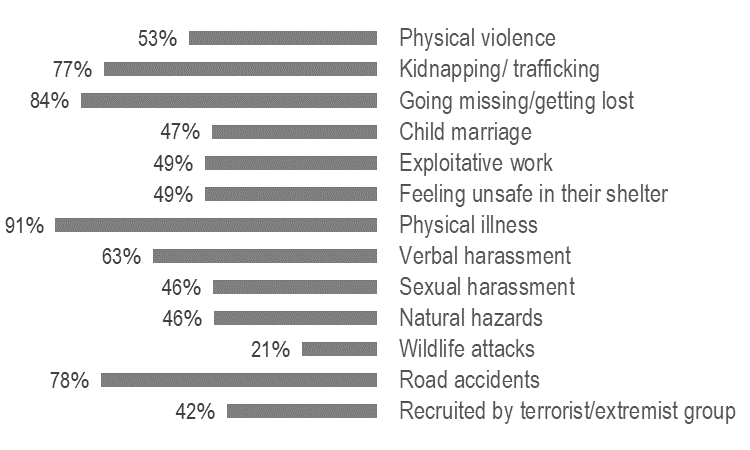 53% Physical violence
77% Kidnapping/ trafficking
84% Going missing/getting lost
47% Child marriage
49% Exploitative work
49% Feeling unsafe in their shelter
91% Physical illness
63% Verbal harassment
46% Sexual harassment
46% Natural hazards
21% Wildlife attacks
78% Road accidents
42% Recruited by terrorist/extremist group